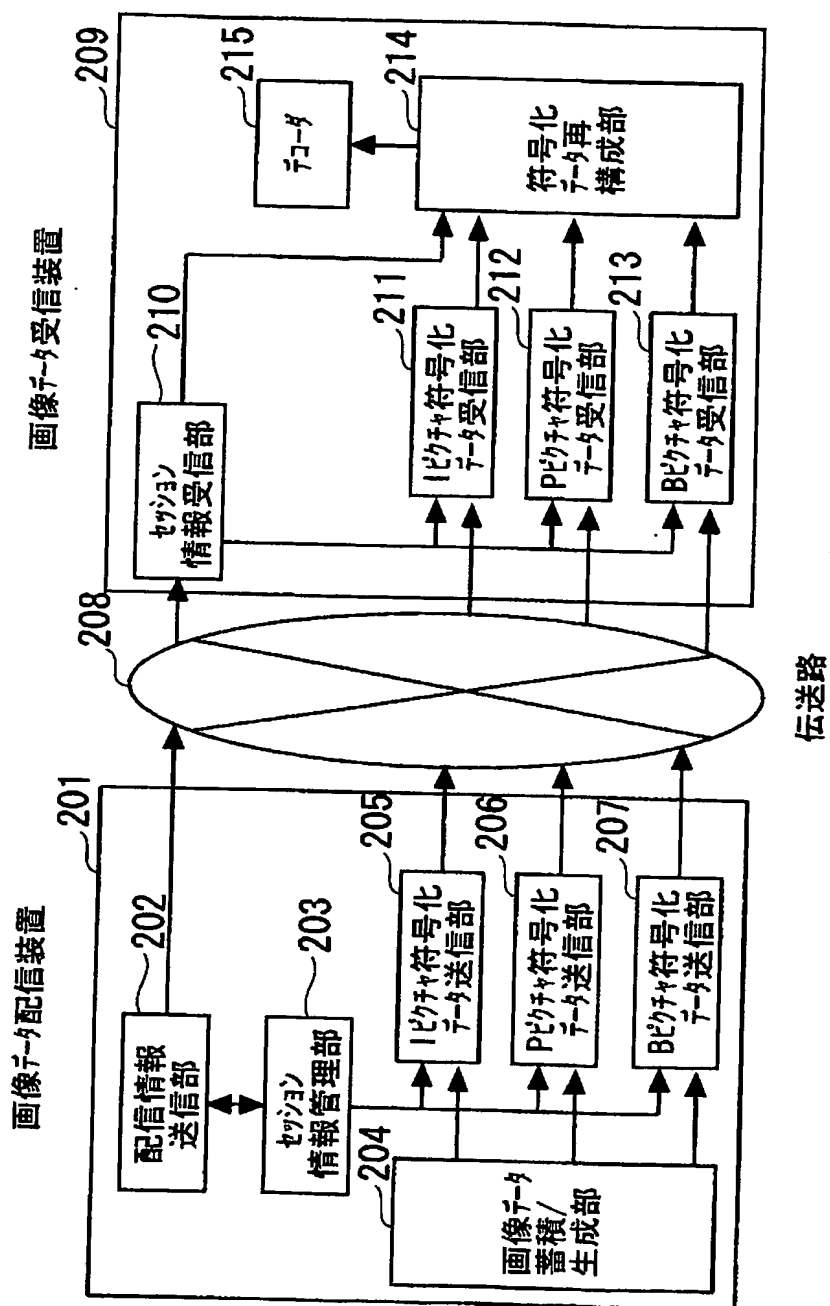 画像データ配信装置
201
202
配信情報
送信部
203
セッション
情報管理部
204
画像データ
蓄積/
生成部
205
Iピクチャ符号化
データ送信部
206
Pピクチャ符号化
データ送信部
207
Bピクチャ符号化
データ送信部
208
伝送路
画像データ受信装置
209
210
セッション
情報受信部
211
Iピクチャ符号化
データ受信部
212
Pピクチャ符号化
データ受信部
213
Bピクチャ符号化
データ受信部
214
符号化
データ再
構成部
215
デコーダ